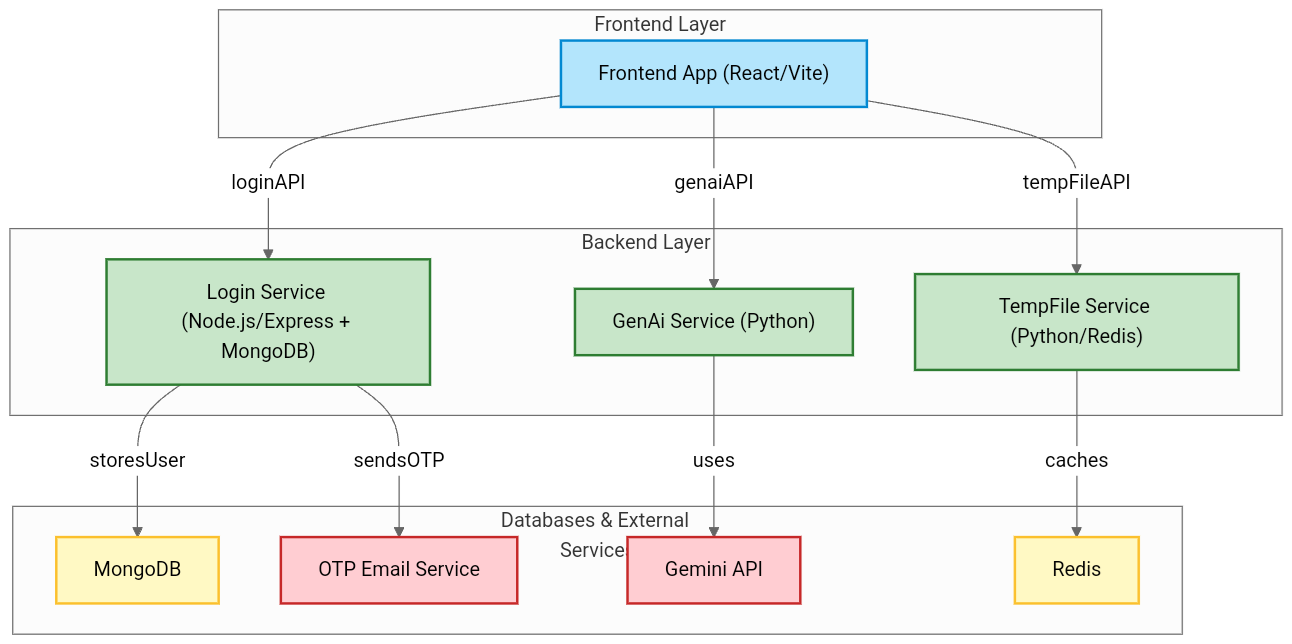 Frontend Layer
Frontend App (React/Vite)
loginAPI
genaiAPI
tempFileAPI
Backend Layer
Login Service
(Node.js/Express +
MongoDB)
GenAi Service (Python)
TempFile Service
(Python/Redis)
storesUser
sendsOTP
uses
caches
Databases & External
Service
MongoDB
OTP Email Service
Gemini API
Redis